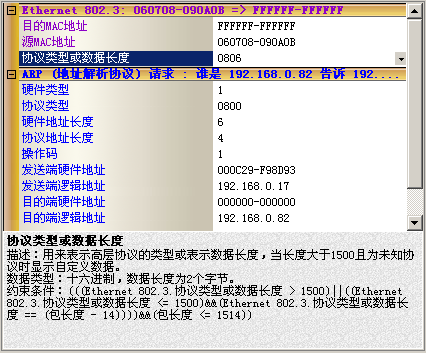 Ethernet 802.3: 060708-090A0B => FFFFFF-FFFFFF
目的MAC地址 FFFFFF-FFFFFF
源MAC地址 060708-090A0B
协议类型或数据长度 0806
ARP (地址解析协议) 请求 : 谁是 192.168.0.82 告诉 192....
硬件类型 1
协议类型 0800
硬件地址长度 6
协议地址长度 4
操作码 1
发送端硬件地址 000C29-F98D93
发送端逻辑地址 192.168.0.17
目的端硬件地址 000000-000000
目的端逻辑地址 192.168.0.82
协议类型或数据长度
描述：用来表示高层协议的类型或表示数据长度，当长度大于1500且为未知协
议时显示自定义数据。
数据类型：十六进制，数据长度为2个字节。
约束条件：(((Ethernet 802.3.协议类型或数据长度 > 1500)||((Ethernet
802.3.协议类型或数据长度 <= 1500)&&(Ethernet 802.3.协议类型或数据长
度 == (包长度 - 14))))&&(包长度 <= 1514))